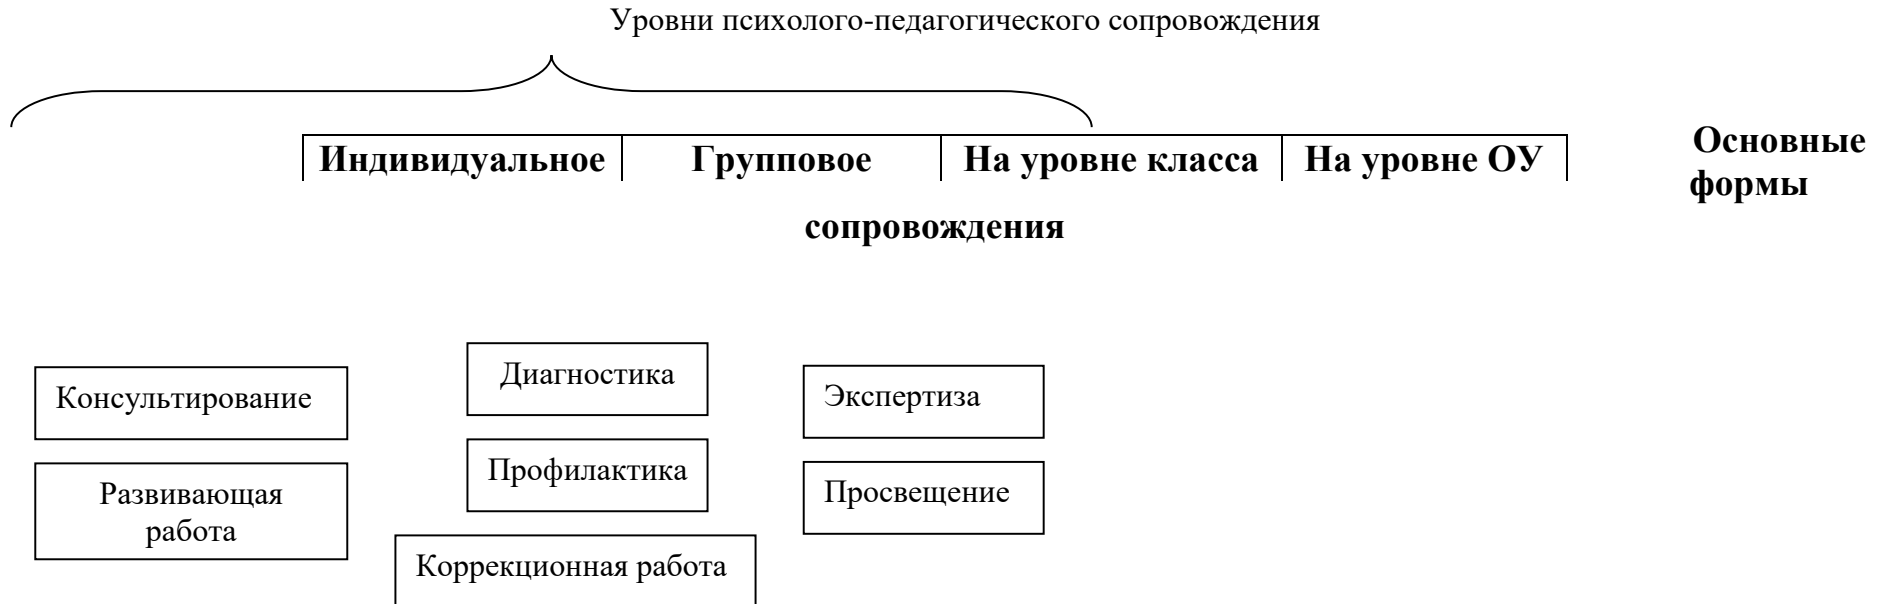 Уровни психолого-педагогического сопровождения
Индивидуальное Групповое На уровне класса На уровне ОУ
Основные
формы
сопровождения
Диагностика
Консультирование
Экспертиза
Профилактика
Развивающая
работа
Просвещение
Коррекционная работа